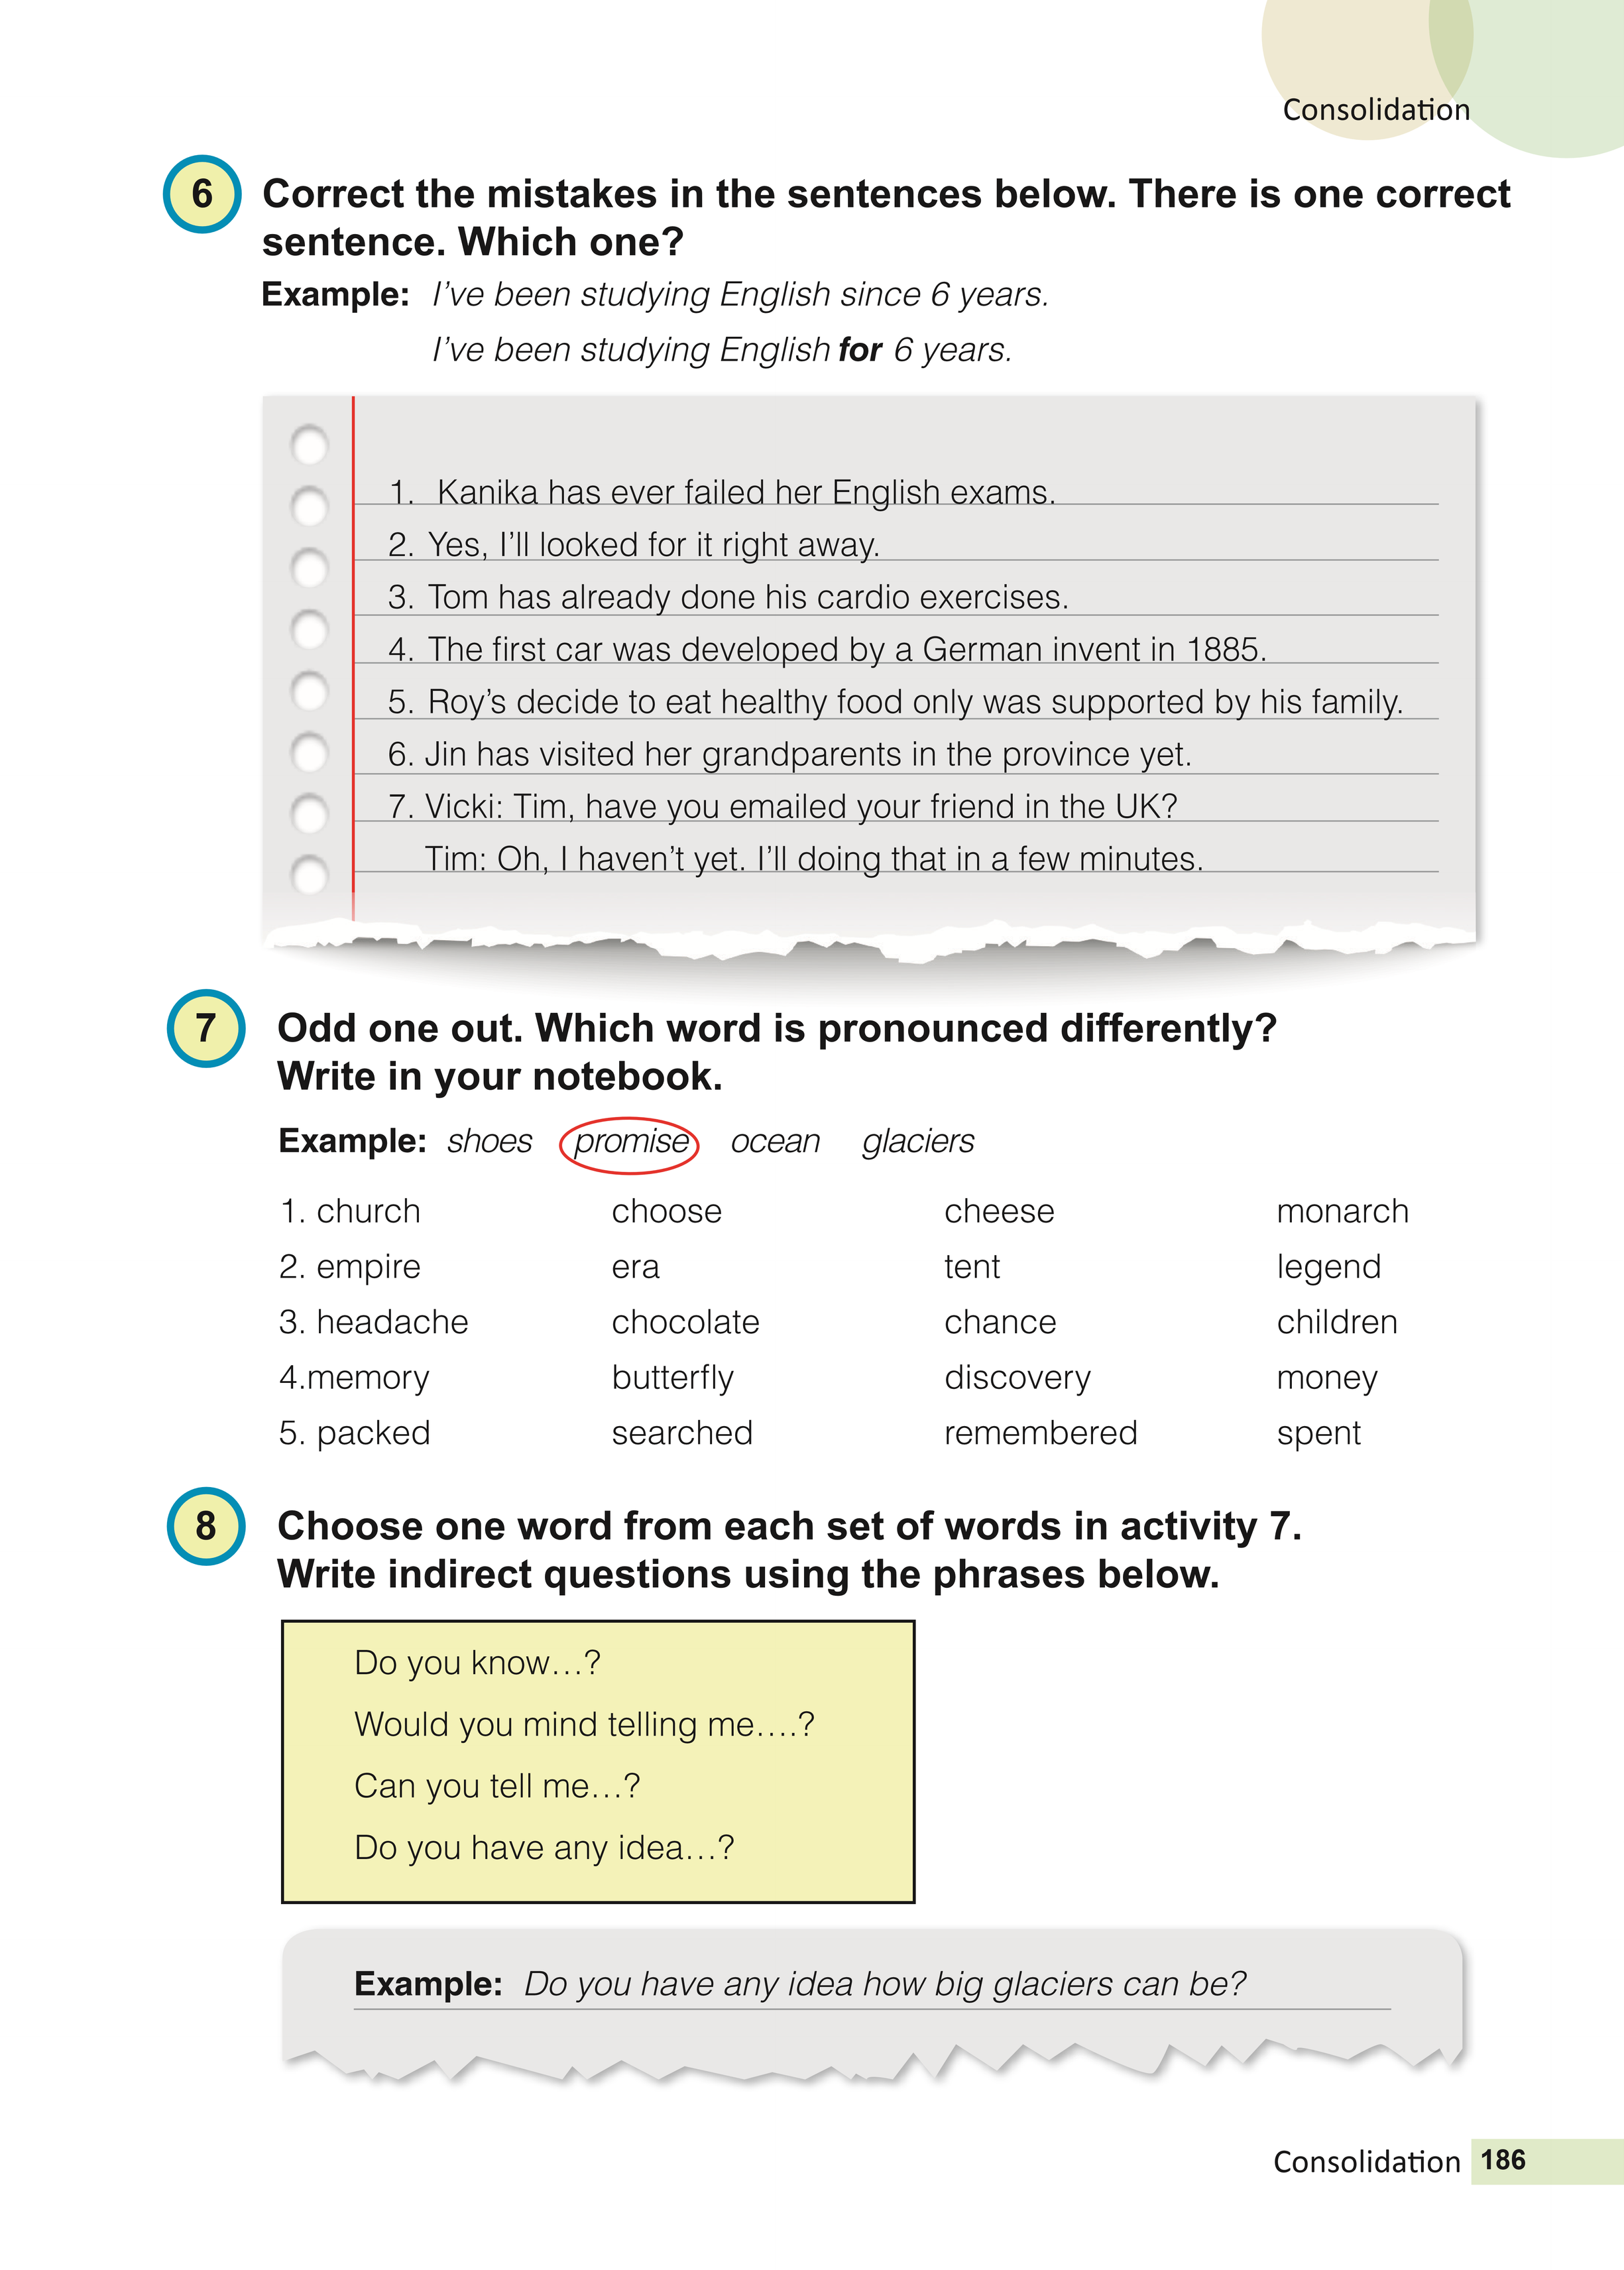 Consolidation
6 Correct the mistakes in the sentences below. There is one correct
sentence. Which one?
Example: I’ve been studying English since 6 years.
I’ve been studying English for 6 years.
1. Kanika has ever failed her English exams.
2. Yes, I’ll looked for it right away.
3. Tom has already done his cardio exercises.
4. The first car was developed by a German invent in 1885.
5. Roy’s decide to eat healthy food only was supported by his family.
6. Jin has visited her grandparents in the province yet.
7. Vicki: Tim, have you emailed your friend in the UK?
Tim: Oh, I haven’t yet. I’ll doing that in a few minutes.
7 Odd one out. Which word is pronounced differently?
Write in your notebook.
Example: shoes promise ocean glaciers
1. church choose cheese monarch
2. empire era tent legend
3. headache chocolate chance children
4.memory butterfly discovery money
5. packed searched remembered spent
8 Choose one word from each set of words in activity 7.
Write indirect questions using the phrases below.
Do you know…?
Would you mind telling me….?
Can you tell me…?
Do you have any idea…?
Example: Do you have any idea how big glaciers can be?
Consolidation 186